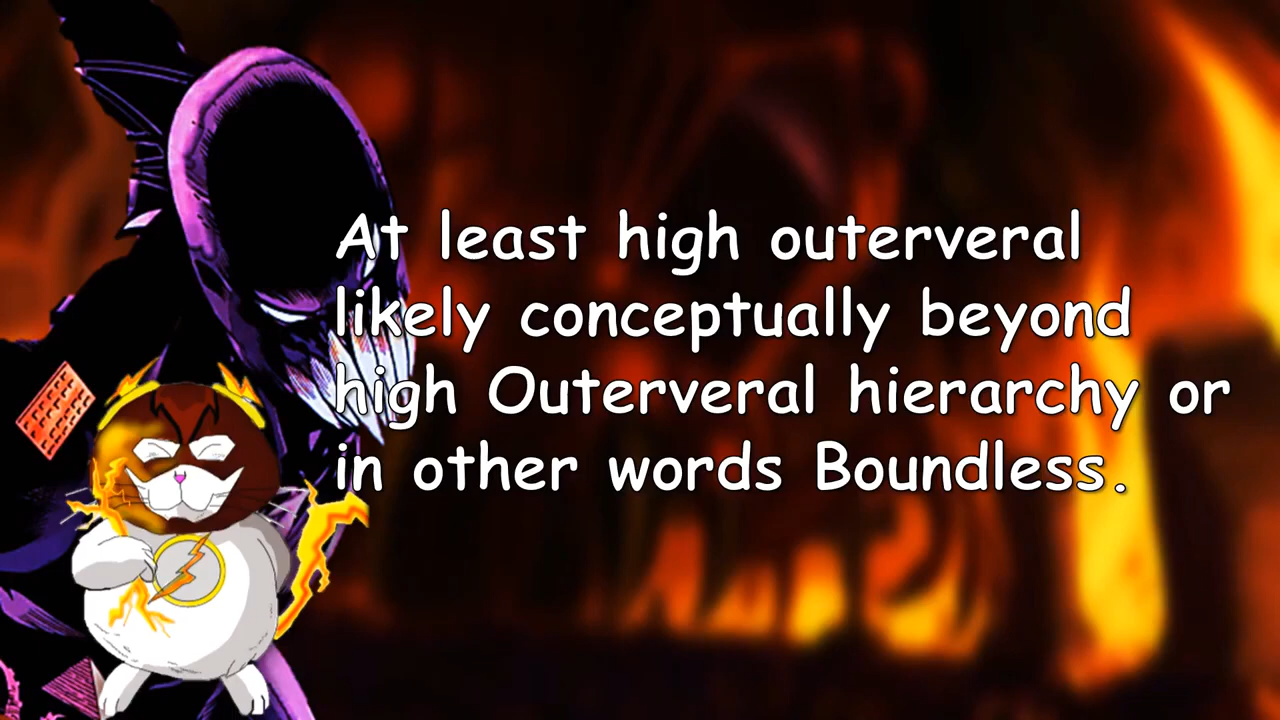 At least high outerveral
likely conceptually beyond
high Outerveral hierarchy or
in other words Boundless.